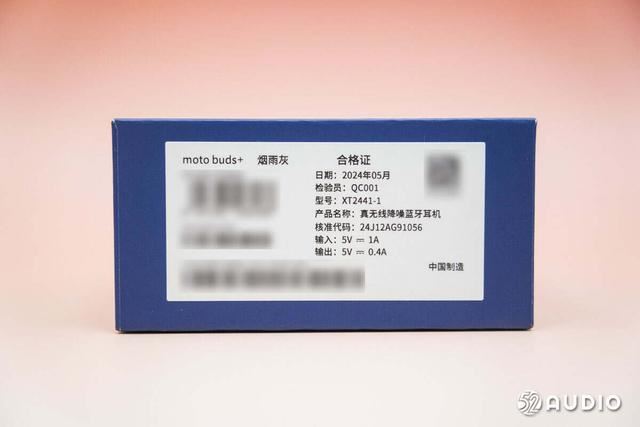 moto buds+ 烟雨灰
合格证
日期：2024年05月
检验员：QC001
型号：XT2441-1
产品名称：真无线降噪蓝牙耳机
核准代码：24J12AG91056
输入：5V ⎓ 1A
输出：5V ⎓ 0.4A
中国制造
52 AUDIO